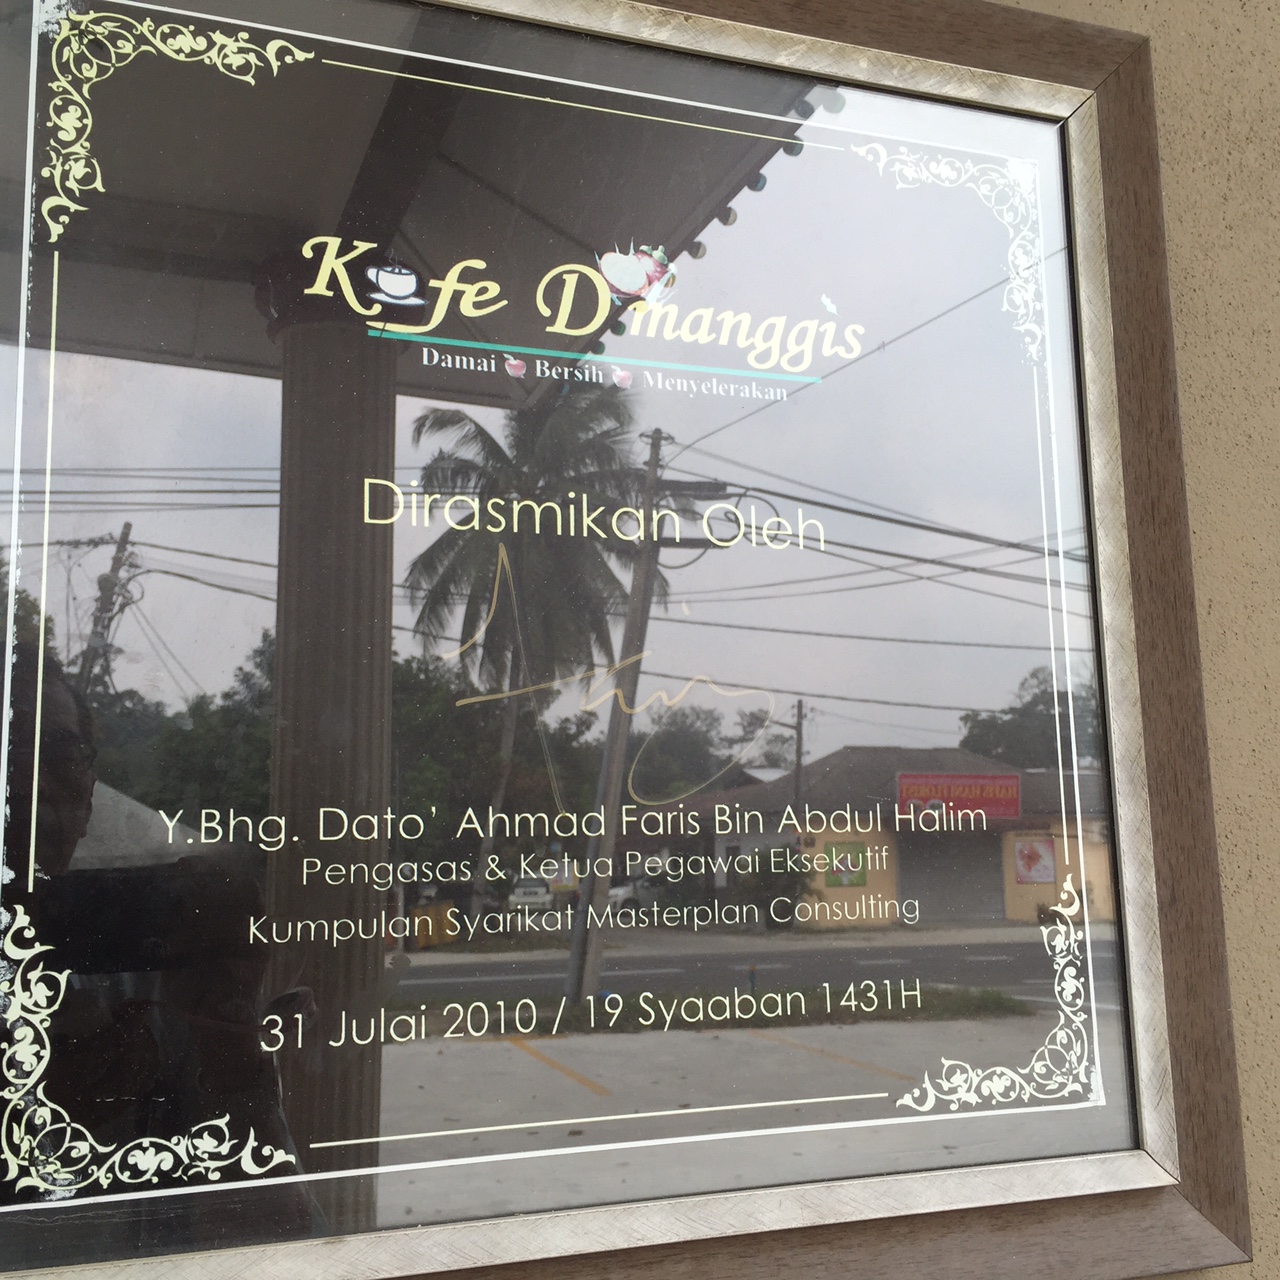 Kafe D'manggis
Damai Bersih Menyelerakan
Dirasmikan Oleh
Y.Bhg. Dato' Ahmad Faris Bin Abdul Halim
Pengasas & Ketua Pegawai Eksekutif
Kumpulan Syarikat Masterplan Consulting
31 Julai 2010 / 19 Syaaban 1431H